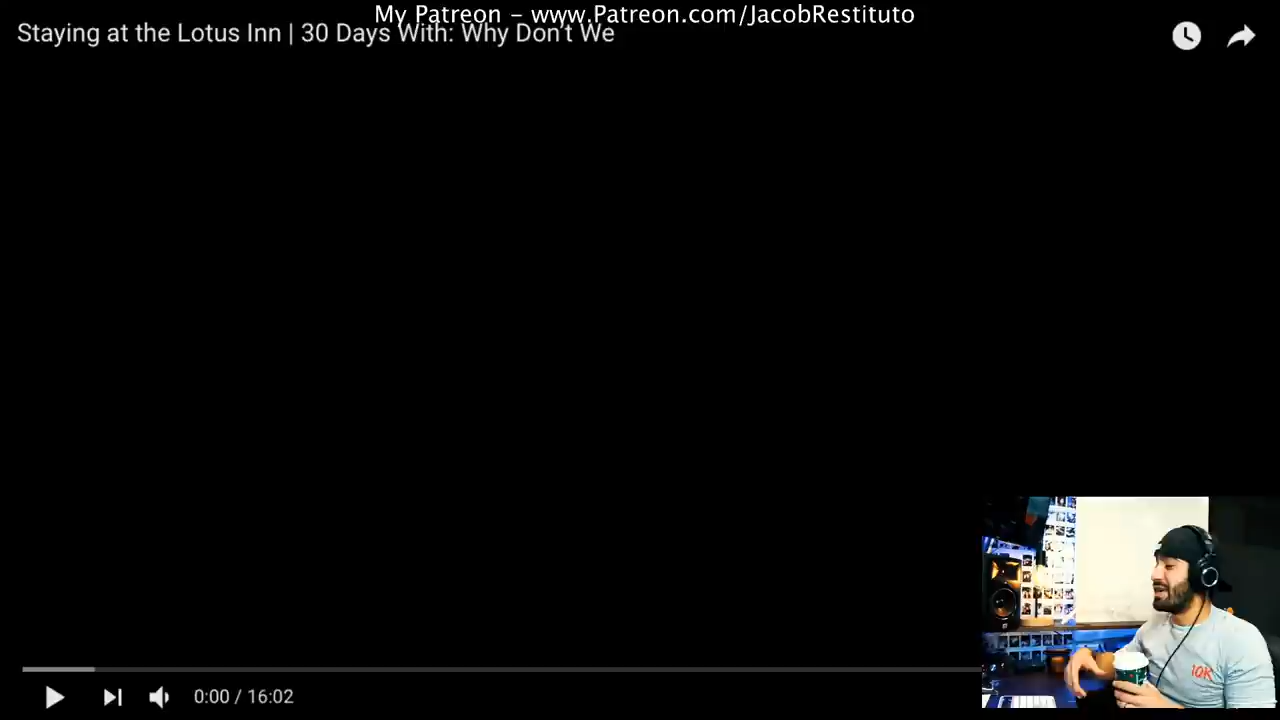 My Patreon - www.Patreon.com/JacobRestituto
Staying at the Lotus Inn | 30 Days With: Why Don't We
0:00 / 16:02
10K